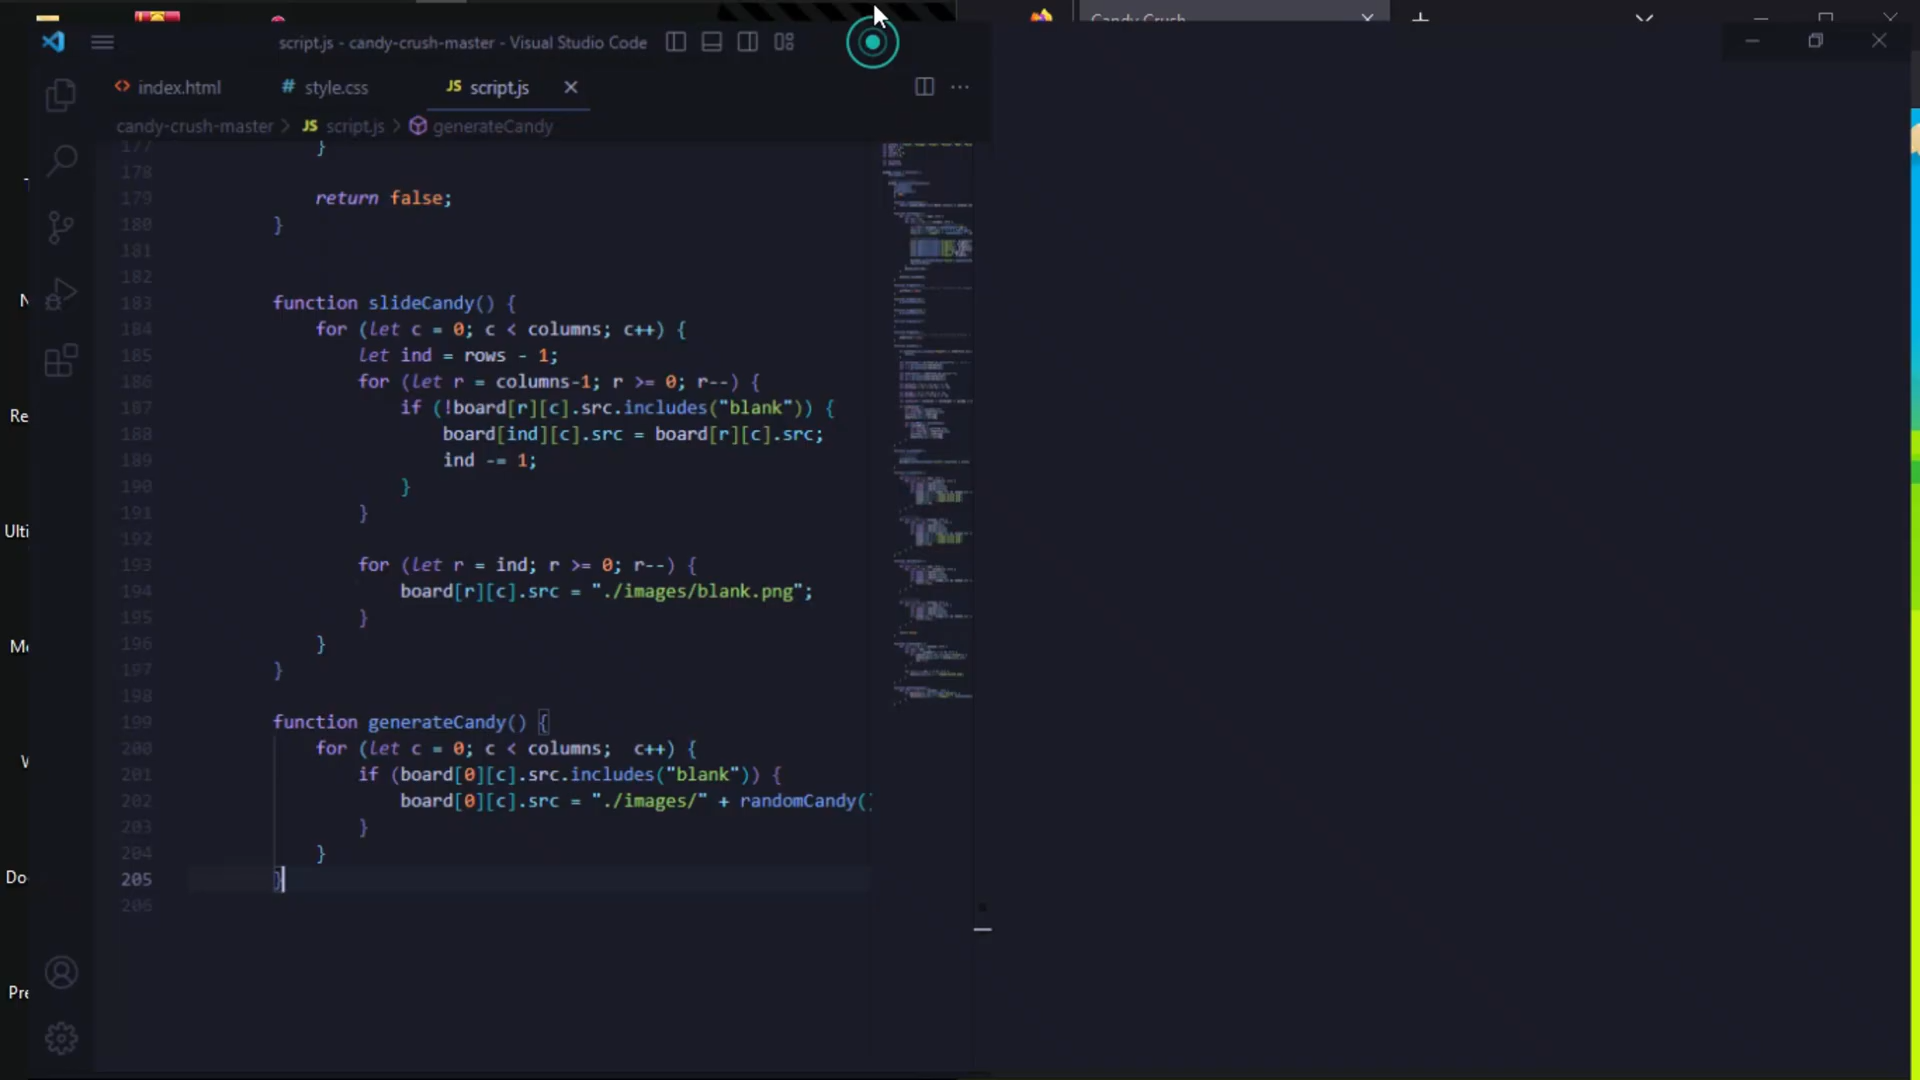 Candy Crush
script.js - candy-crush-master - Visual Studio Code
index.html
# style.css
JS script.js
candy-crush-master > JS script.js > generateCandy
177 }
178
179 return false;
180 }
181
182
183 function slideCandy() {
184 for (let c = 0; c < columns; c++) {
185 let ind = rows - 1;
186 for (let r = columns-1; r >= 0; r--) {
187 if (!board[r][c].src.includes("blank")) {
188 board[ind][c].src = board[r][c].src;
189 ind -= 1;
190 }
191 }
192
193 for (let r = ind; r >= 0; r--) {
194 board[r][c].src = "./images/blank.png";
195 }
196 }
197 }
198
199 function generateCandy() {
200 for (let c = 0; c < columns;  c++) {
201 if (board[0][c].src.includes("blank")) {
202 board[0][c].src = "./images/" + randomCandy()
203 }
204 }
205 }
206
Re
Ulti
Doc
Pre